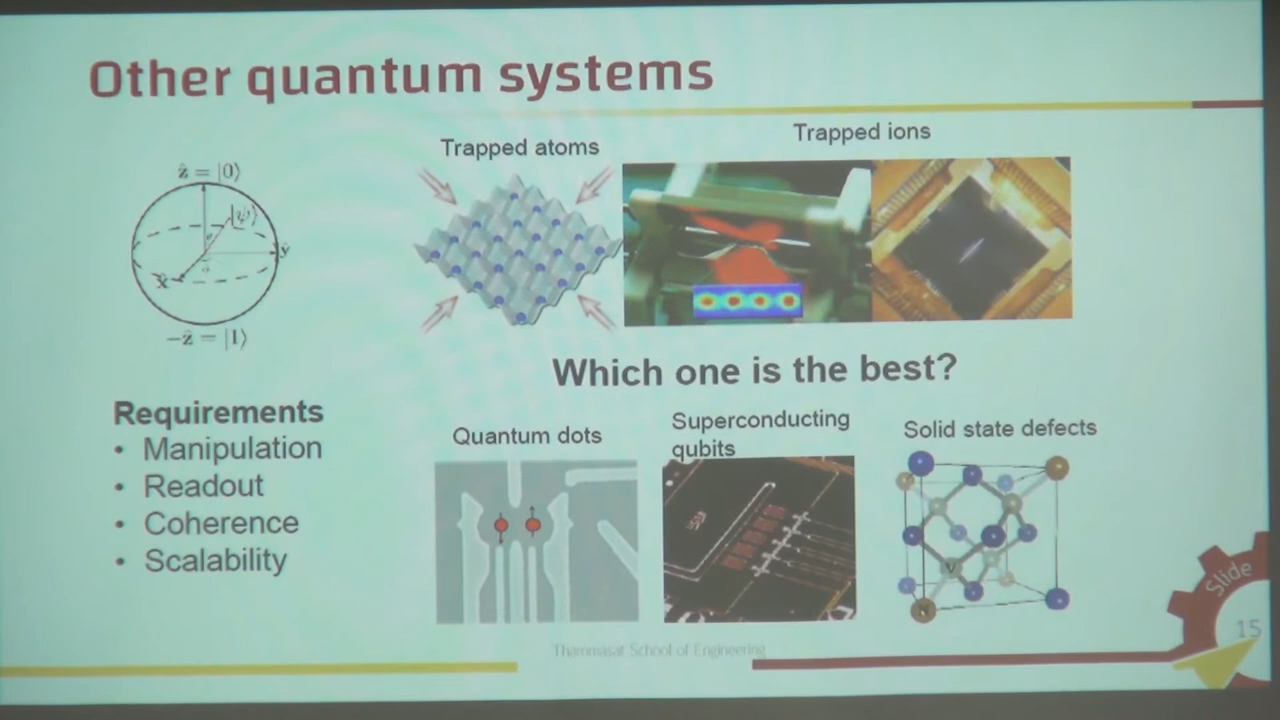 Other quantum systems
Trapped atoms
Trapped ions
ẑ = |0⟩
|ψ⟩
ŷ
x̂
−ẑ = |1⟩
Which one is the best?
Requirements
• Manipulation
• Readout
• Coherence
• Scalability
Quantum dots
Superconducting
qubits
Solid state defects
V
Thammasat School of Engineering
Slide
15